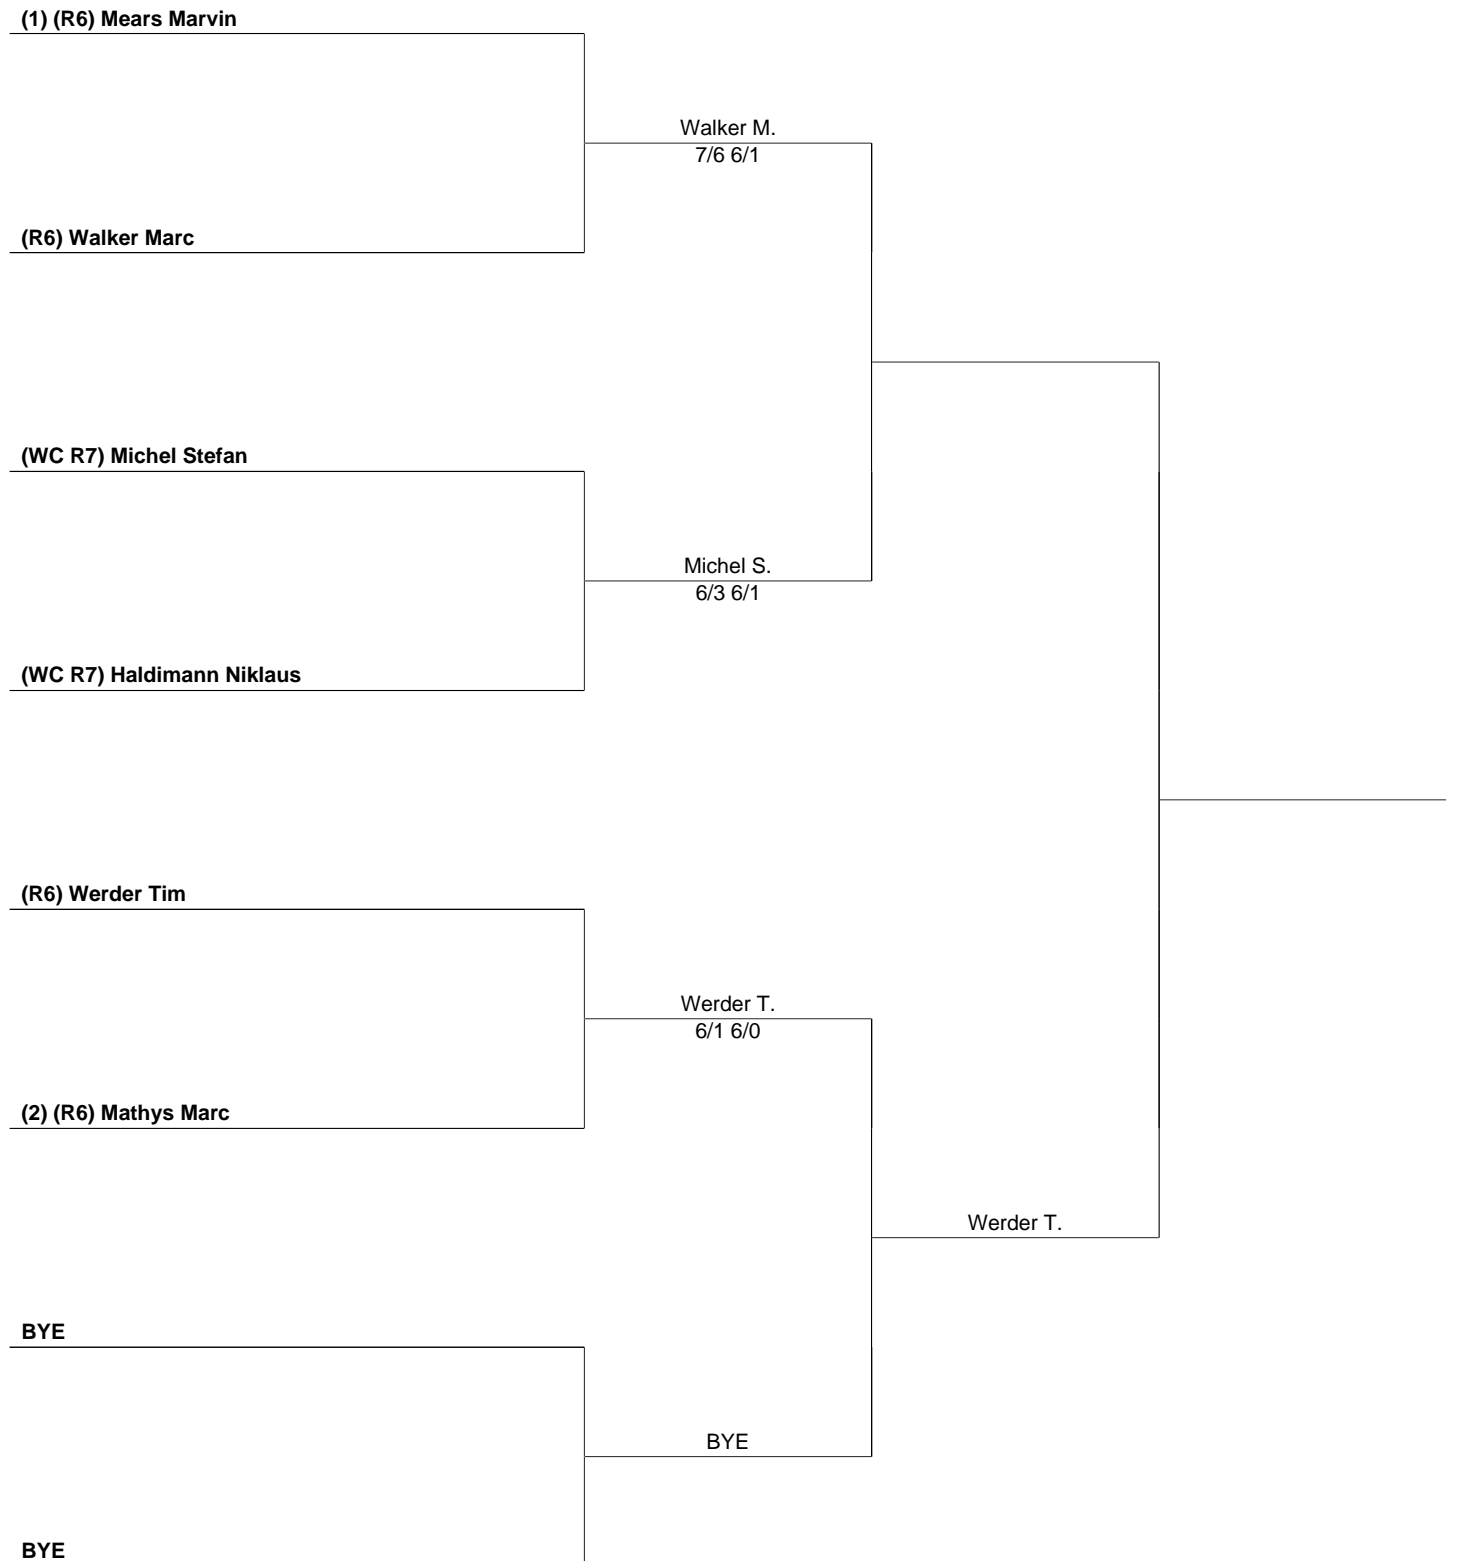 (1) (R6) Mears Marvin
Walker M.
7/6 6/1
(R6) Walker Marc
(WC R7) Michel Stefan
Michel S.
6/3 6/1
(WC R7) Haldimann Niklaus
(R6) Werder Tim
Werder T.
6/1 6/0
(2) (R6) Mathys Marc
Werder T.
BYE
BYE
BYE